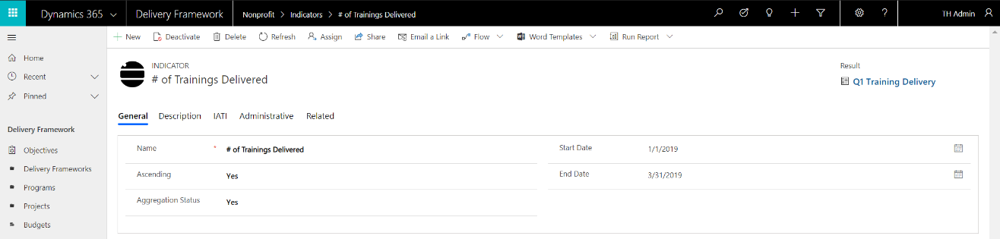 Dynamics 365 Delivery Framework Nonprofit > Indicators > # of Trainings Delivered ? TH Admin
+ New Deactivate Delete Refresh Assign Share Email a Link Flow Word Templates Run Report
Home
Recent
Pinned
Delivery Framework
Objectives
Delivery Frameworks
Programs
Projects
Budgets
INDICATOR
# of Trainings Delivered
Result
Q1 Training Delivery
General Description IATI Administrative Related
Name * # of Trainings Delivered
Ascending Yes
Aggregation Status Yes
Start Date 1/1/2019
End Date 3/31/2019